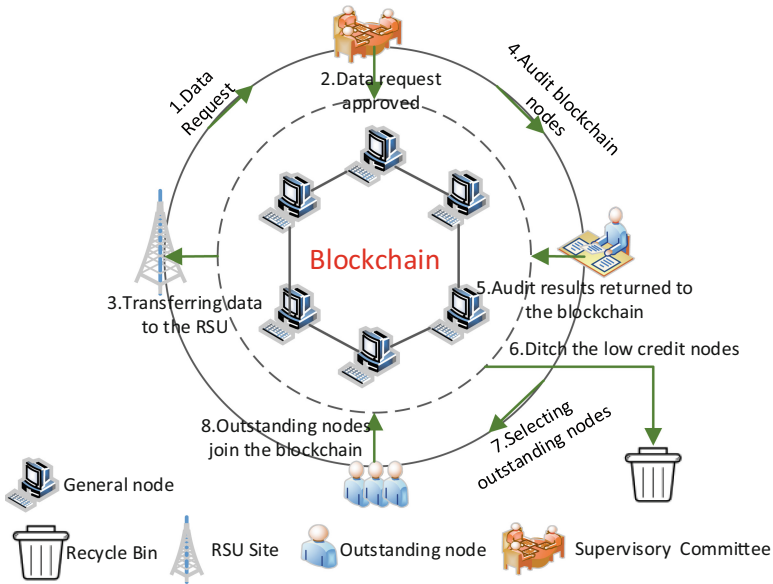 1.Data
Request
2.Data request
approved
4.Audit blockchain
nodes
Blockchain
3.Transferring data
to the RSU
5.Audit results returned to
the blockchain
6.Ditch the low credit nodes
7.Selecting
outstanding nodes
8.Outstanding nodes
join the blockchain
General node
Recycle Bin
RSU Site
Outstanding node
Supervisory Committee